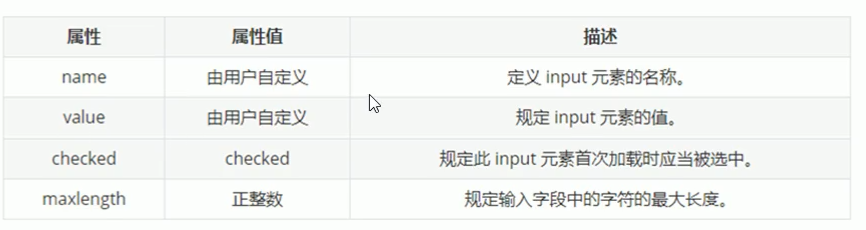 属性 属性值 描述
name 由用户自定义 定义 input 元素的名称。
value 由用户自定义 规定 input 元素的值。
checked checked 规定此 input 元素首次加载时应当被选中。
maxlength 正整数 规定输入字段中的字符的最大长度。